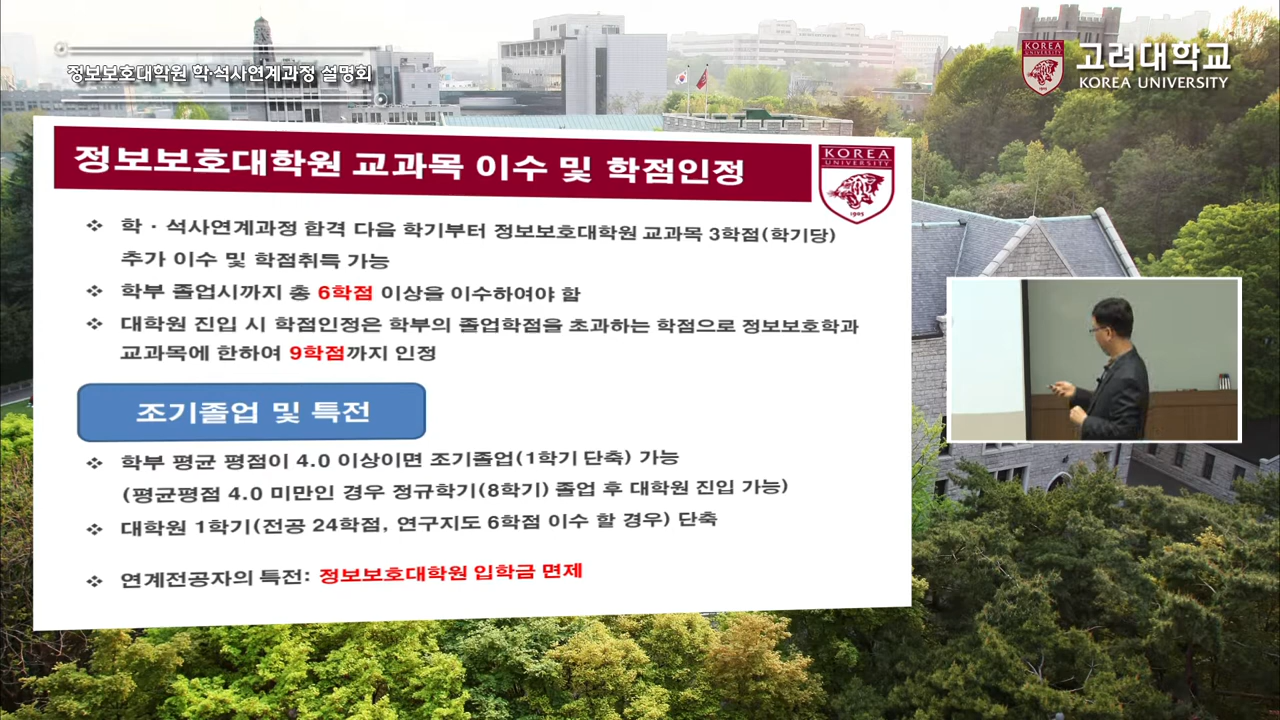 정보보호대학원 학·석사연계과정 설명회
KOREA
UNIVERSITY
1905
고려대학교
KOREA UNIVERSITY
정보보호대학원 교과목 이수 및 학점인정
KOREA
UNIVERSITY
1905
❖ 학 · 석사연계과정 합격 다음 학기부터 정보보호대학원 교과목 3학점(학기당)
추가 이수 및 학점취득 가능
❖ 학부 졸업시까지 총 6학점 이상을 이수하여야 함
❖ 대학원 진입 시 학점인정은 학부의 졸업학점을 초과하는 학점으로 정보보호학과
교과목에 한하여 9학점까지 인정
조기졸업 및 특전
❖ 학부 평균 평점이 4.0 이상이면 조기졸업(1학기 단축) 가능
(평균평점 4.0 미만인 경우 정규학기(8학기) 졸업 후 대학원 진입 가능)
❖ 대학원 1학기(전공 24학점, 연구지도 6학점 이수 할 경우) 단축
❖ 연계전공자의 특전: 정보보호대학원 입학금 면제